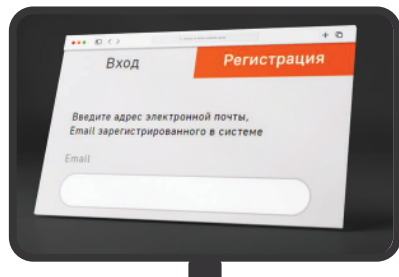 Вход
Регистрация
Введите адрес электронной почты,
Email зарегистрированного в системе
Email